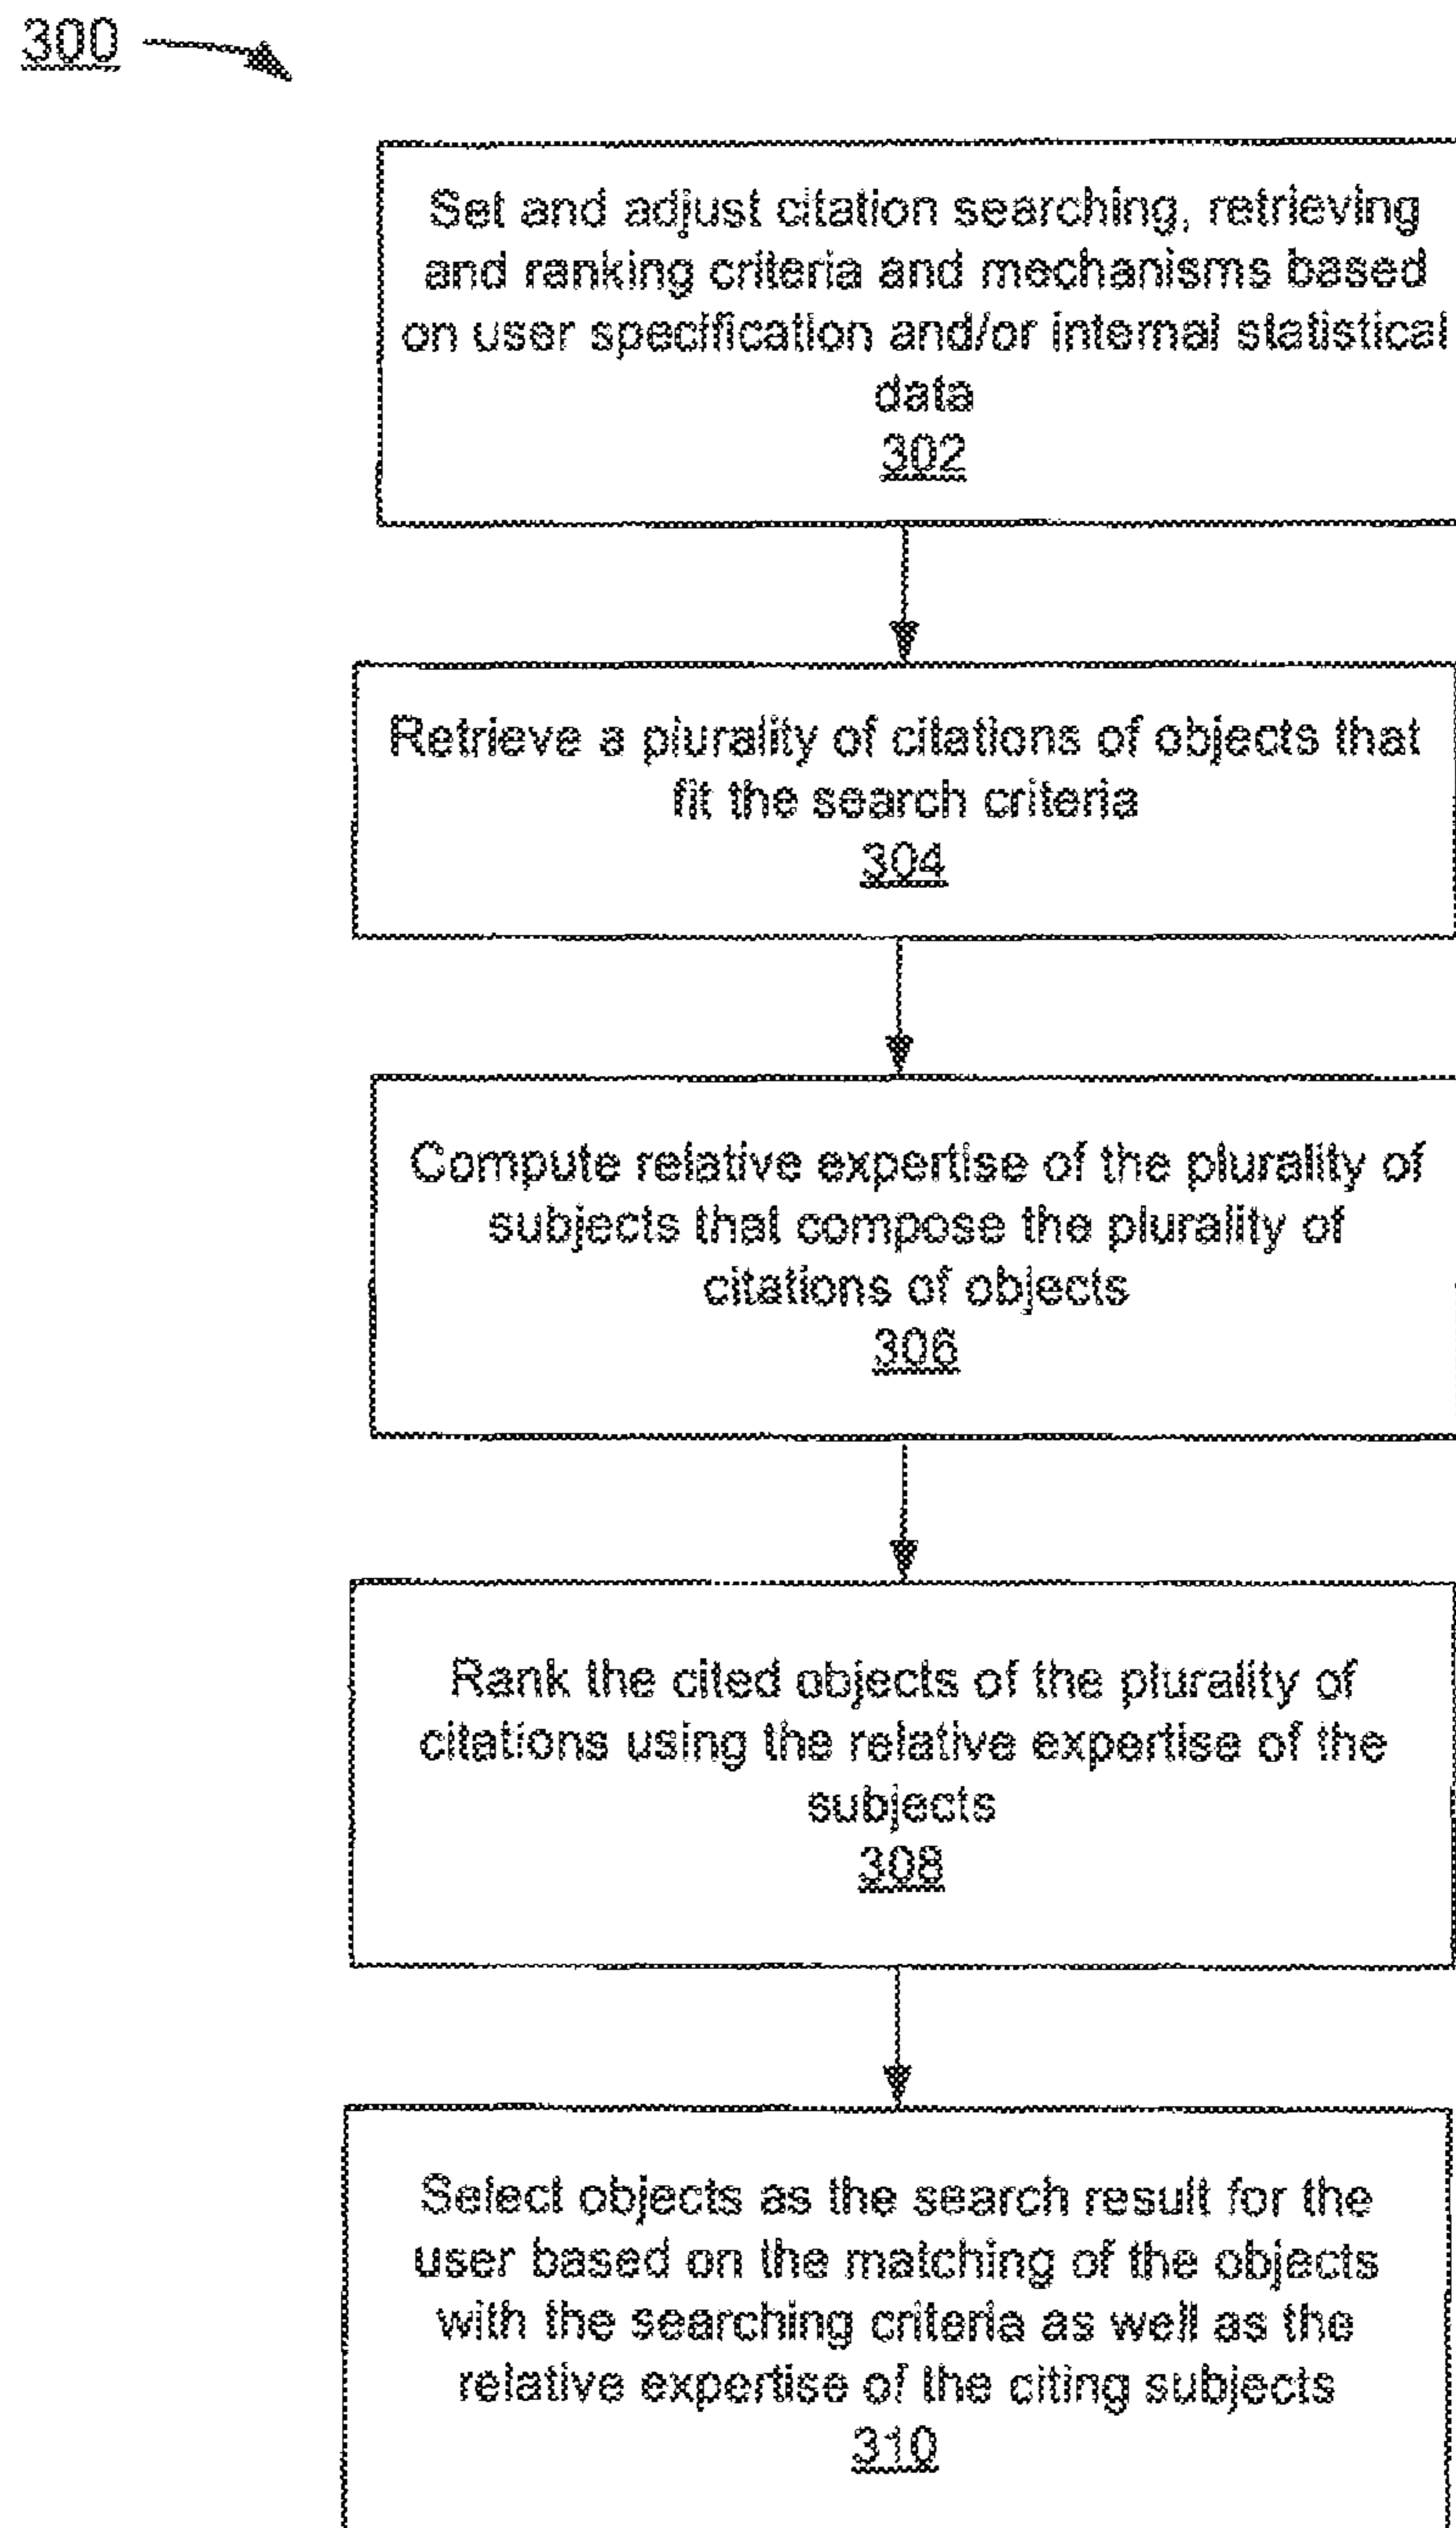 300
Set and adjust citation searching, retrieving
and ranking criteria and mechanisms based
on user specification and/or internal statistical
data
302
Retrieve a plurality of citations of objects that
fit the search criteria
304
Compute relative expertise of the plurality of
subjects that compose the plurality of
citations of objects
306
Rank the cited objects of the plurality of
citations using the relative expertise of the
subjects
308
Select objects as the search result for the
user based on the matching of the objects
with the searching criteria as well as the
relative expertise of the citing subjects
310